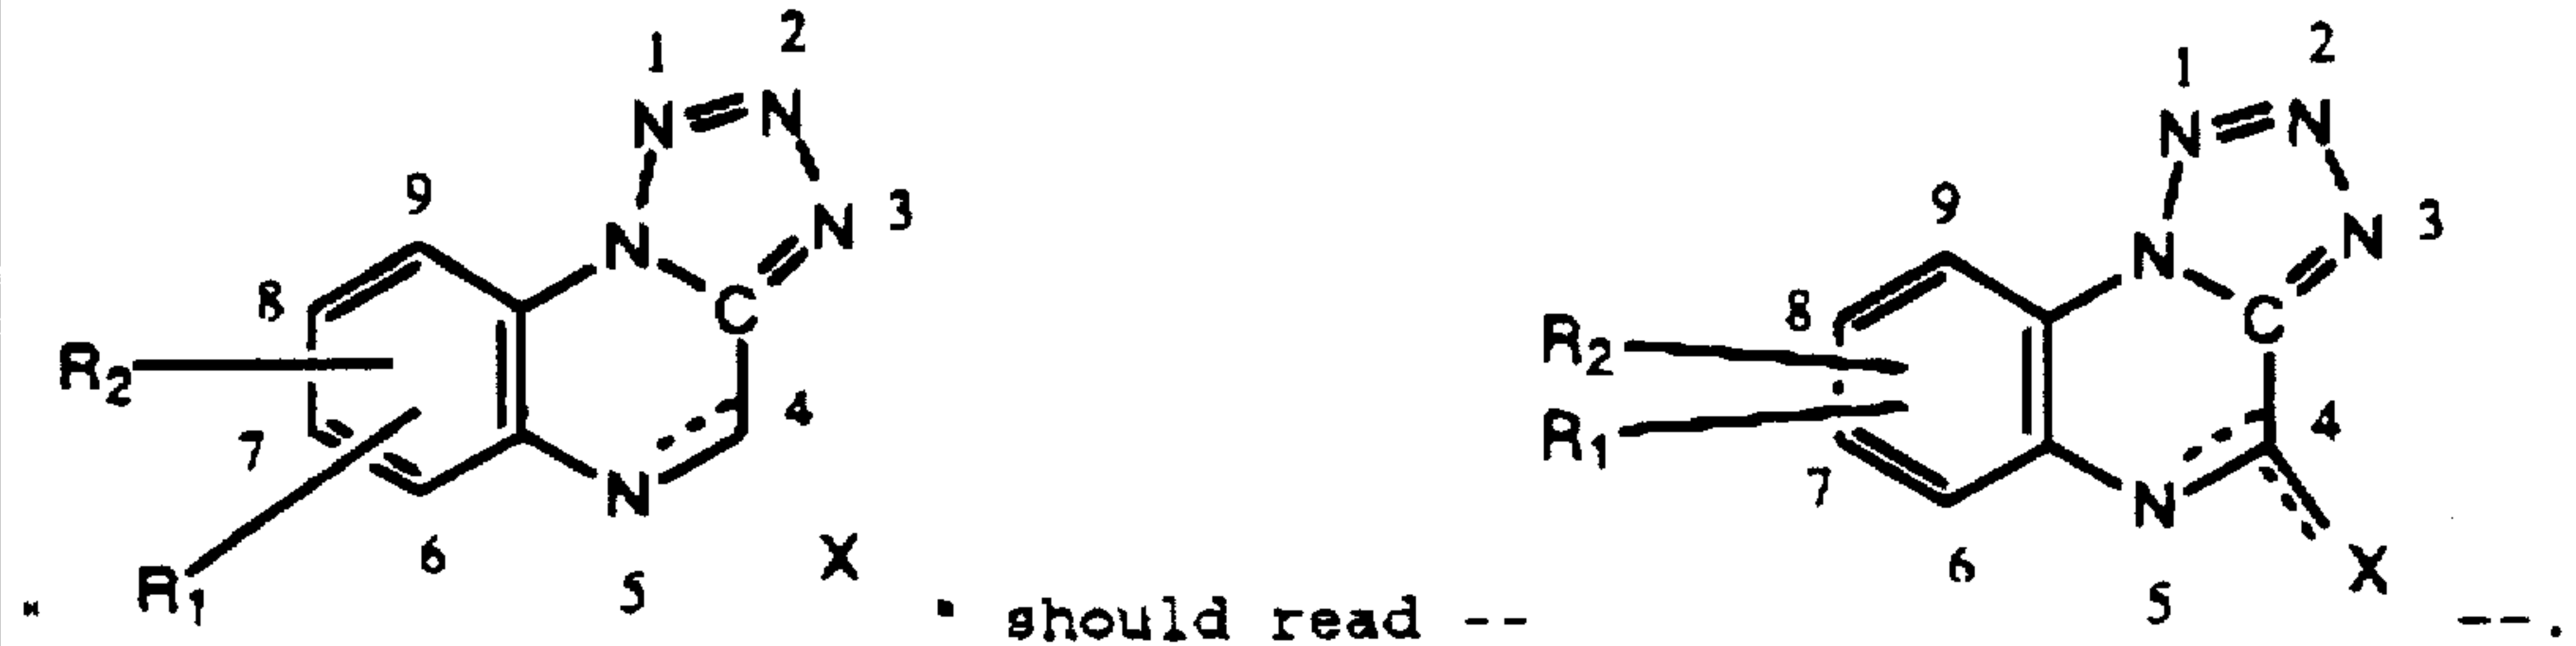 1 2
N=N
9 N N 3
8 C
R2
7 4
N
6 X
R1 5
" " should read --
1 2
N=N
9 N N 3
8 C
R2
R1 4
7 N
6 X
5
--.